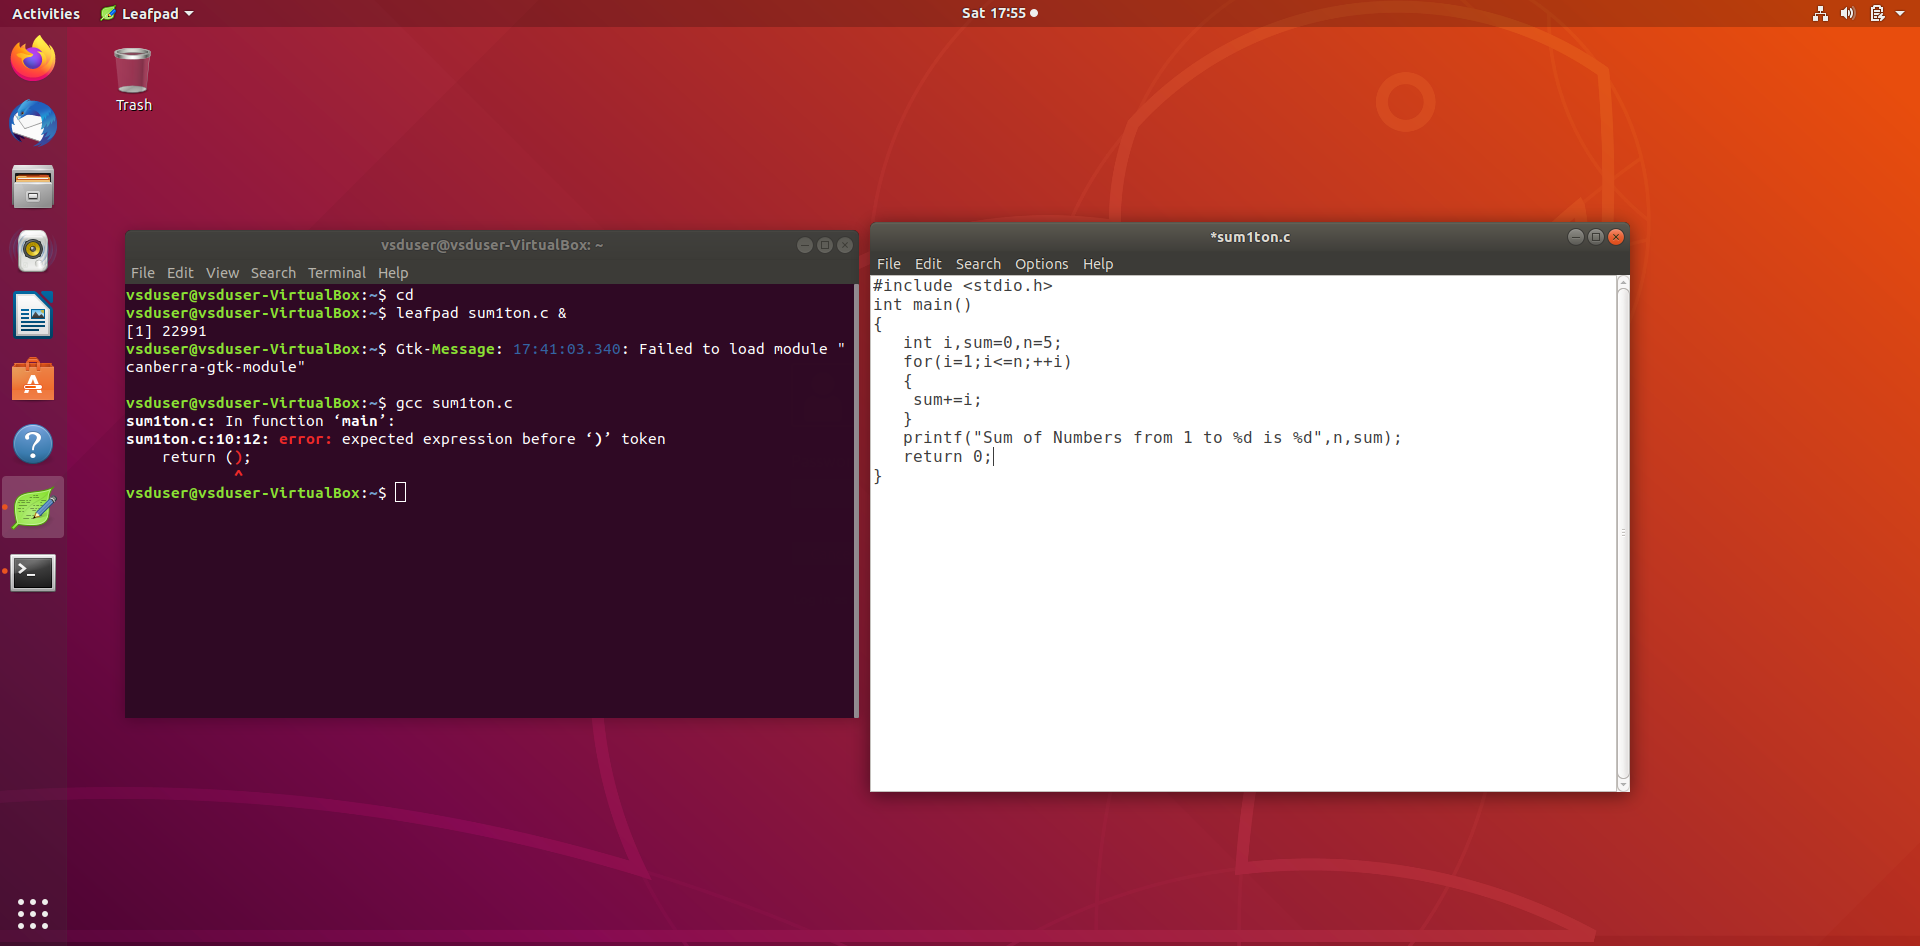 Activities
Leafpad
Sat 17:55
Trash
vsduser@vsduser-VirtualBox: ~
File Edit View Search Terminal Help
vsduser@vsduser-VirtualBox:~$ cd
vsduser@vsduser-VirtualBox:~$ leafpad sum1ton.c &
[1] 22991
vsduser@vsduser-VirtualBox:~$ Gtk-Message: 17:41:03.340: Failed to load module "
canberra-gtk-module"
vsduser@vsduser-VirtualBox:~$ gcc sum1ton.c
sum1ton.c: In function ‘main’:
sum1ton.c:10:12: error: expected expression before ‘)’ token
    return ();
            ^
vsduser@vsduser-VirtualBox:~$
*sum1ton.c
File Edit Search Options Help
#include <stdio.h>
int main()
{
   int i,sum=0,n=5;
   for(i=1;i<=n;++i)
   {
    sum+=i;
   }
   printf("Sum of Numbers from 1 to %d is %d",n,sum);
   return 0;
}